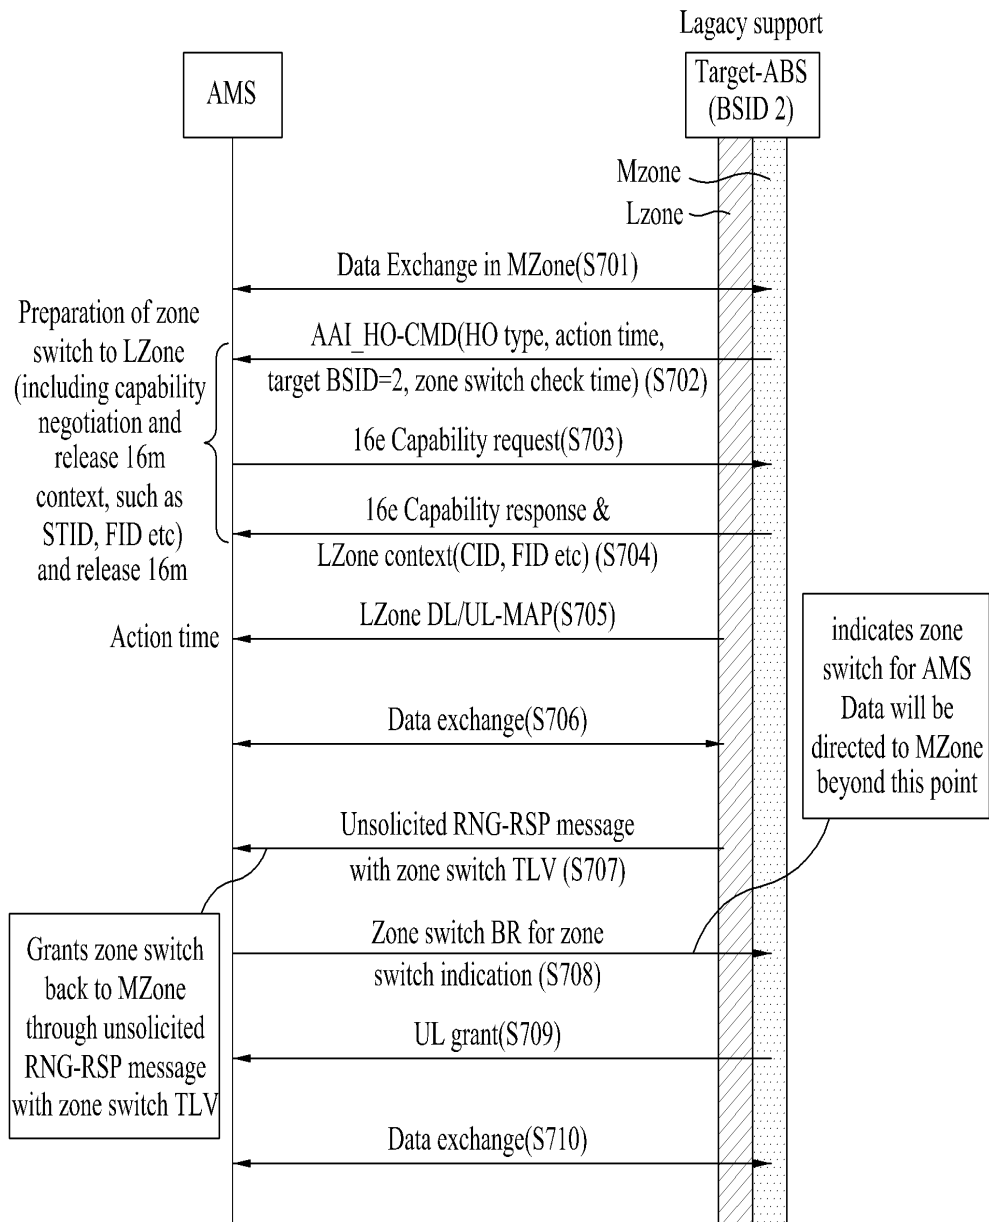 Lagacy support
AMS
Target-ABS
(BSID 2)
Mzone
Lzone
Data Exchange in MZone(S701)
Preparation of zone
switch to LZone
(including capability
negotiation and
release 16m
context, such as
STID, FID etc)
and release 16m
AAI_HO-CMD(HO type, action time,
target BSID=2, zone switch check time) (S702)
16e Capability request(S703)
16e Capability response &
LZone context(CID, FID etc) (S704)
LZone DL/UL-MAP(S705)
Action time
indicates zone
switch for AMS
Data will be
directed to MZone
beyond this point
Data exchange(S706)
Unsolicited RNG-RSP message
with zone switch TLV (S707)
Grants zone switch
back to MZone
through unsolicited
RNG-RSP message
with zone switch TLV
Zone switch BR for zone
switch indication (S708)
UL grant(S709)
Data exchange(S710)